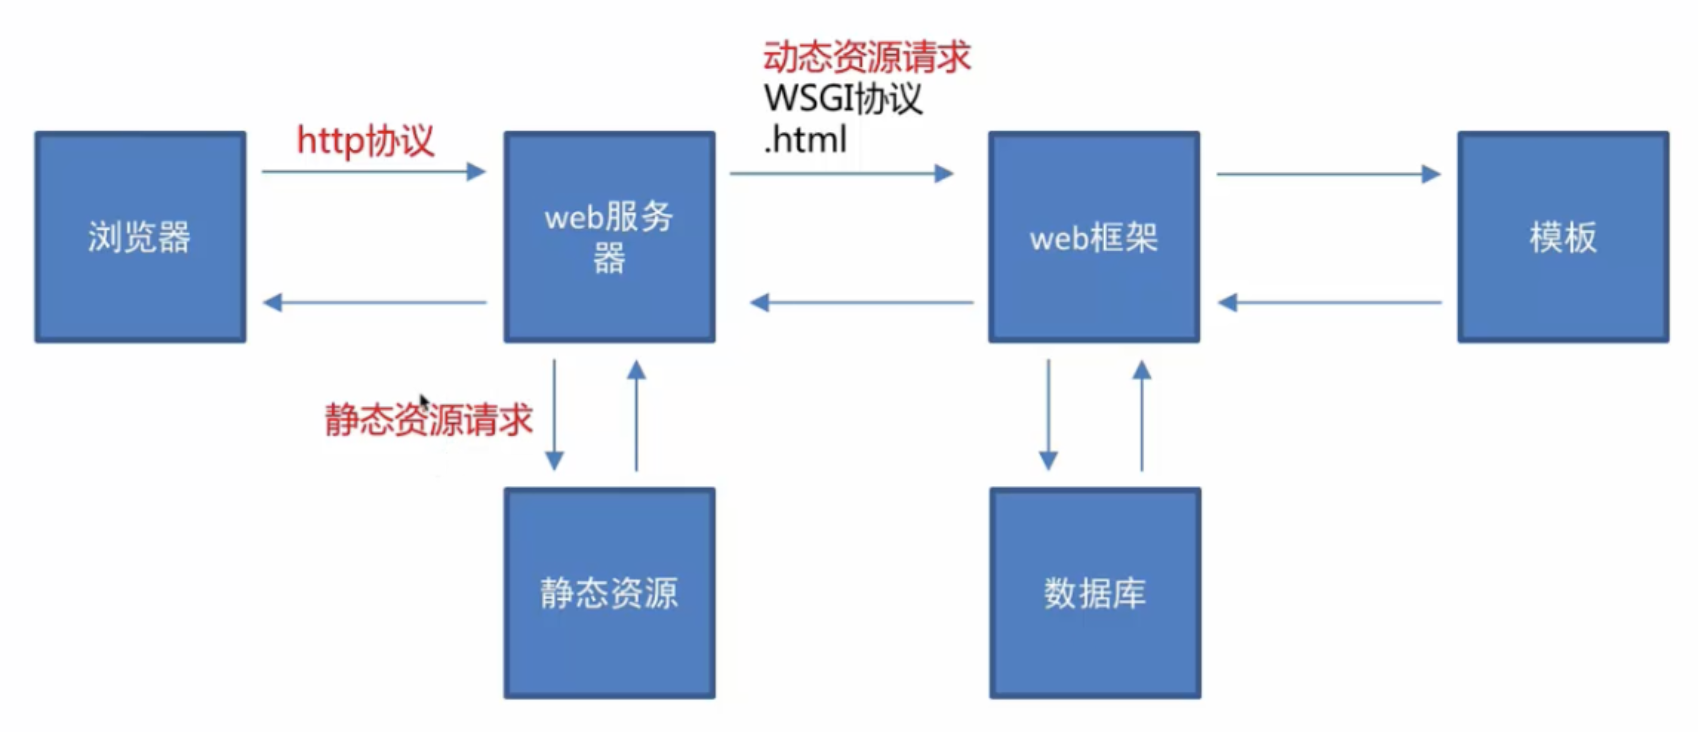 动态资源请求
WSGI协议
.html
http协议
浏览器
web服务
器
web框架
模板
静态资源请求
静态资源
数据库